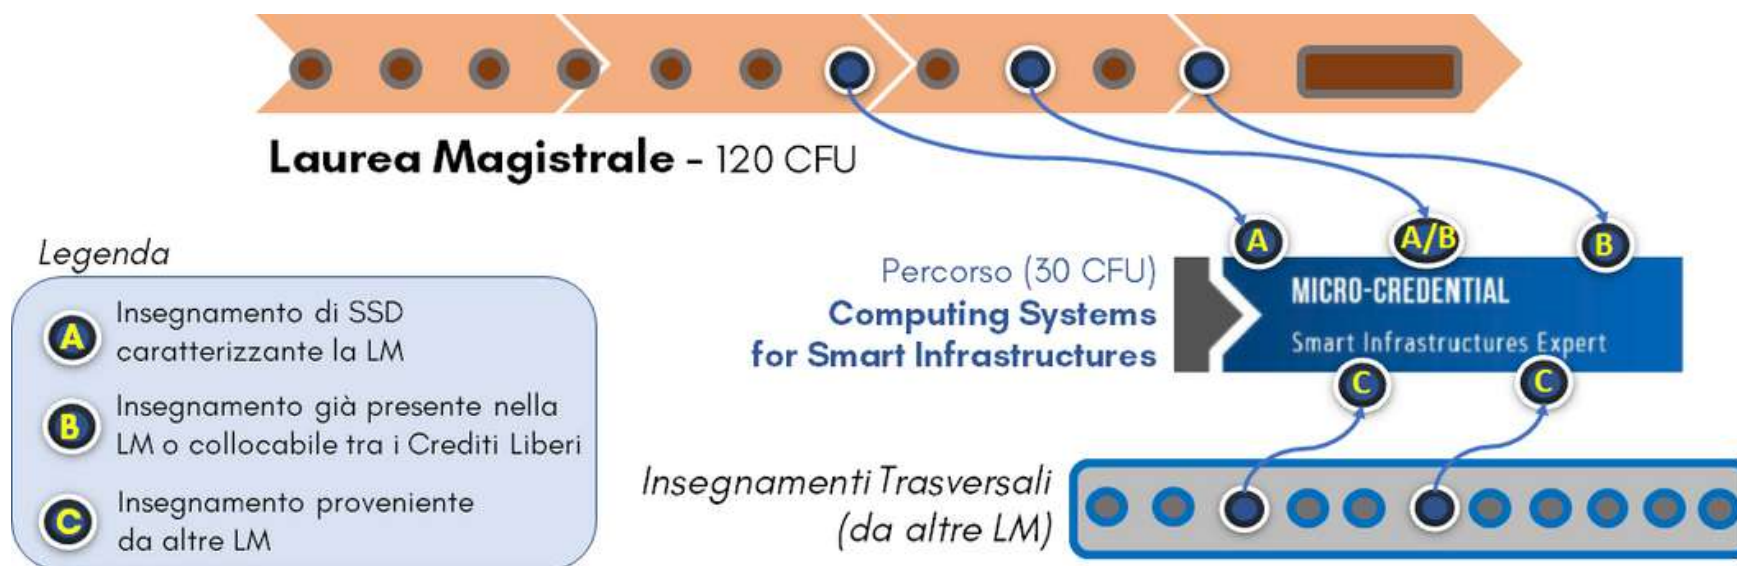 Laurea Magistrale - 120 CFU
Legenda
A
Insegnamento di SSD
caratterizzante la LM
B
Insegnamento già presente nella
LM o collocabile tra i Crediti Liberi
C
Insegnamento proveniente
da altre LM
A
A/B
B
Percorso (30 CFU)
Computing Systems
for Smart Infrastructures
MICRO-CREDENTIAL
Smart Infrastructures Expert
C
C
Insegnamenti Trasversali
(da altre LM)